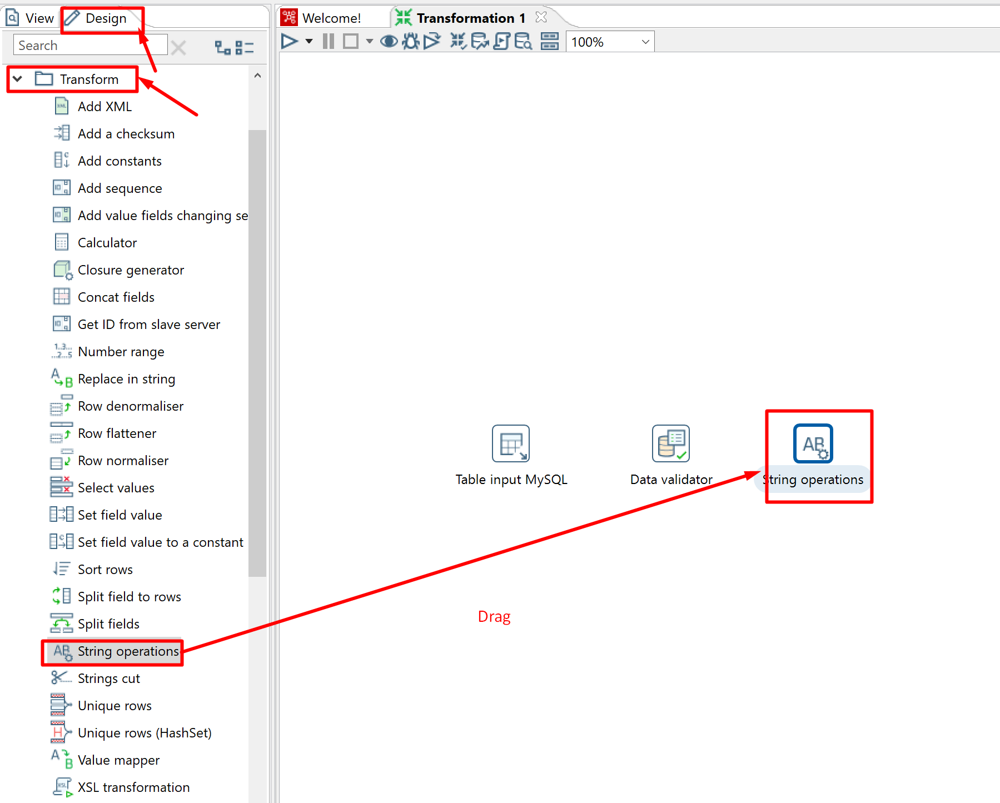 View
Design
Search
Transform
Add XML
Add a checksum
Add constants
Add sequence
Add value fields changing se
Calculator
Closure generator
Concat fields
Get ID from slave server
Number range
Replace in string
Row denormaliser
Row flattener
Row normaliser
Select values
Set field value
Set field value to a constant
Sort rows
Split field to rows
Split fields
String operations
Strings cut
Unique rows
Unique rows (HashSet)
Value mapper
XSL transformation
Welcome!
Transformation 1
100%
Table input MySQL
Data validator
String operations
Drag